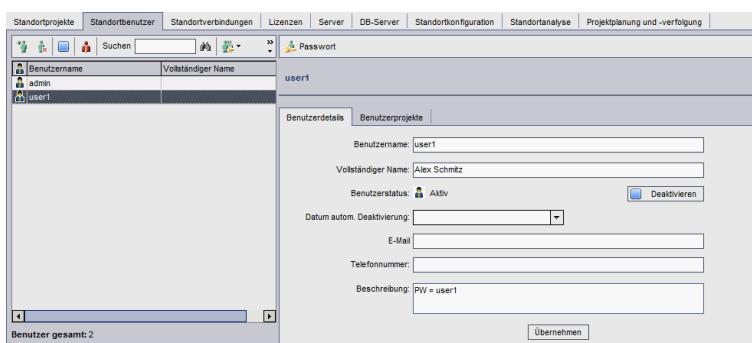 Standortprojekte Standortbenutzer Standortverbindungen Lizenzen Server DB-Server Standortkonfiguration Standortanalyse Projektplanung und -verfolgung
Suchen
Passwort
Benutzername Vollständiger Name
admin
user1
Benutzer gesamt: 2
user1
Benutzerdetails Benutzerprojekte
Benutzername: user1
Vollständiger Name: Alex Schmitz
Benutzerstatus: Aktiv Deaktivieren
Datum autom. Deaktivierung:
E-Mail
Telefonnummer:
Beschreibung: PW = user1
Übernehmen